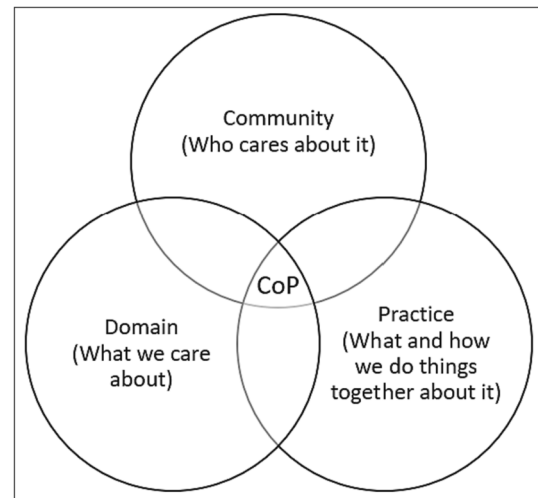 Community
(Who cares about it)
CoP
Domain
(What we care
about)
Practice
(What and how
we do things
together about it)